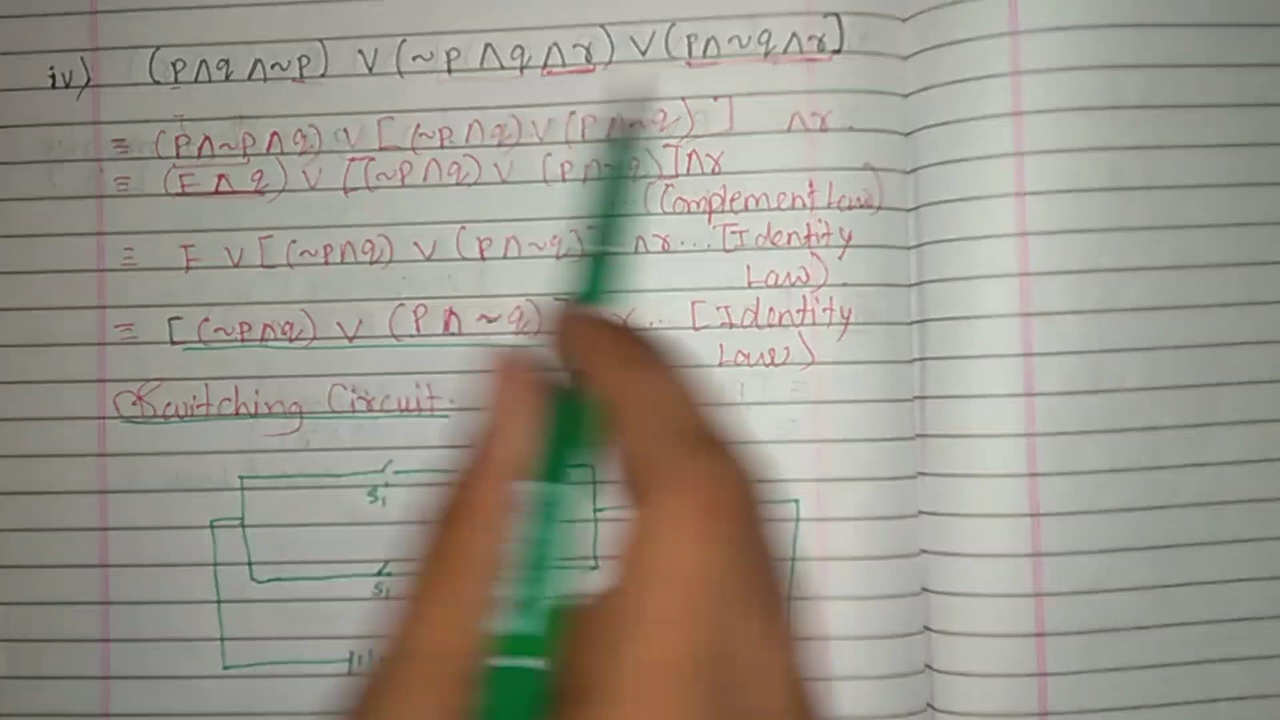 iv) (p∧q∧~p) ∨ (~p∧q∧r) ∨ (p∧~q∧r)]
≡ (p∧~p∧q) ∨ [(~p∧q) ∨ (p∧~q)] ∧r
≡ (F∧q) ∨ [(~p∧q) ∨ (p∧~q)]∧r
(Complement Law)
≡ F ∨ [(~p∧q) ∨ (p∧~q)] ∧r... [Identity
Law)
≡ [(~p∧q) ∨ (p∧~q) r.. [Identity
Law)
Switching Circuit.
S₁
S₁